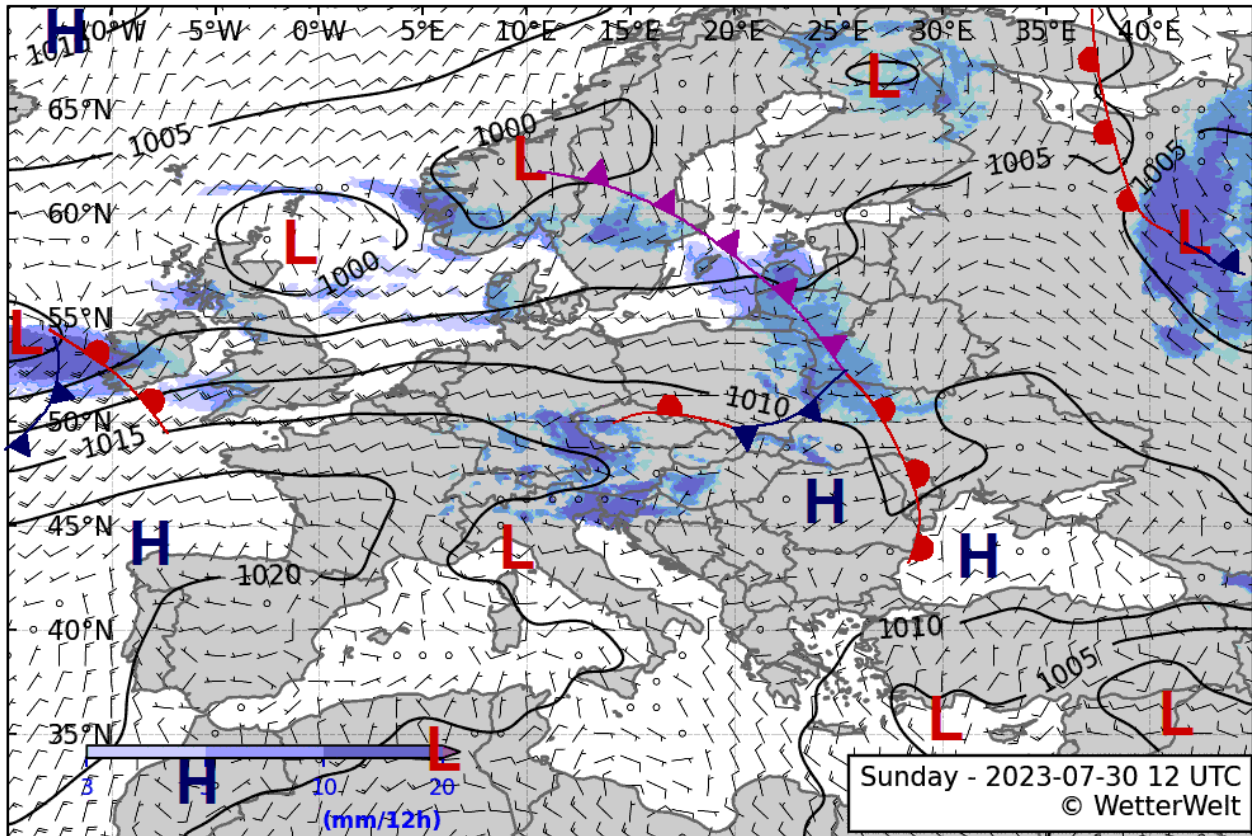 H
10°W 5°W 0°W 5°E 10°E 15°E 20°E 25°E 30°E 35°E 40°E
1010
L
65°N
1005
1000
1005
1005
L
60°N
L
L
1000
55°N
L
50°N
1010
1015
H
45°N
H
L
H
1020
40°N
1010
1005
35°N
L
L
L
H
3 5 10 20
(mm/12h)
Sunday - 2023-07-30 12 UTC
© WetterWelt